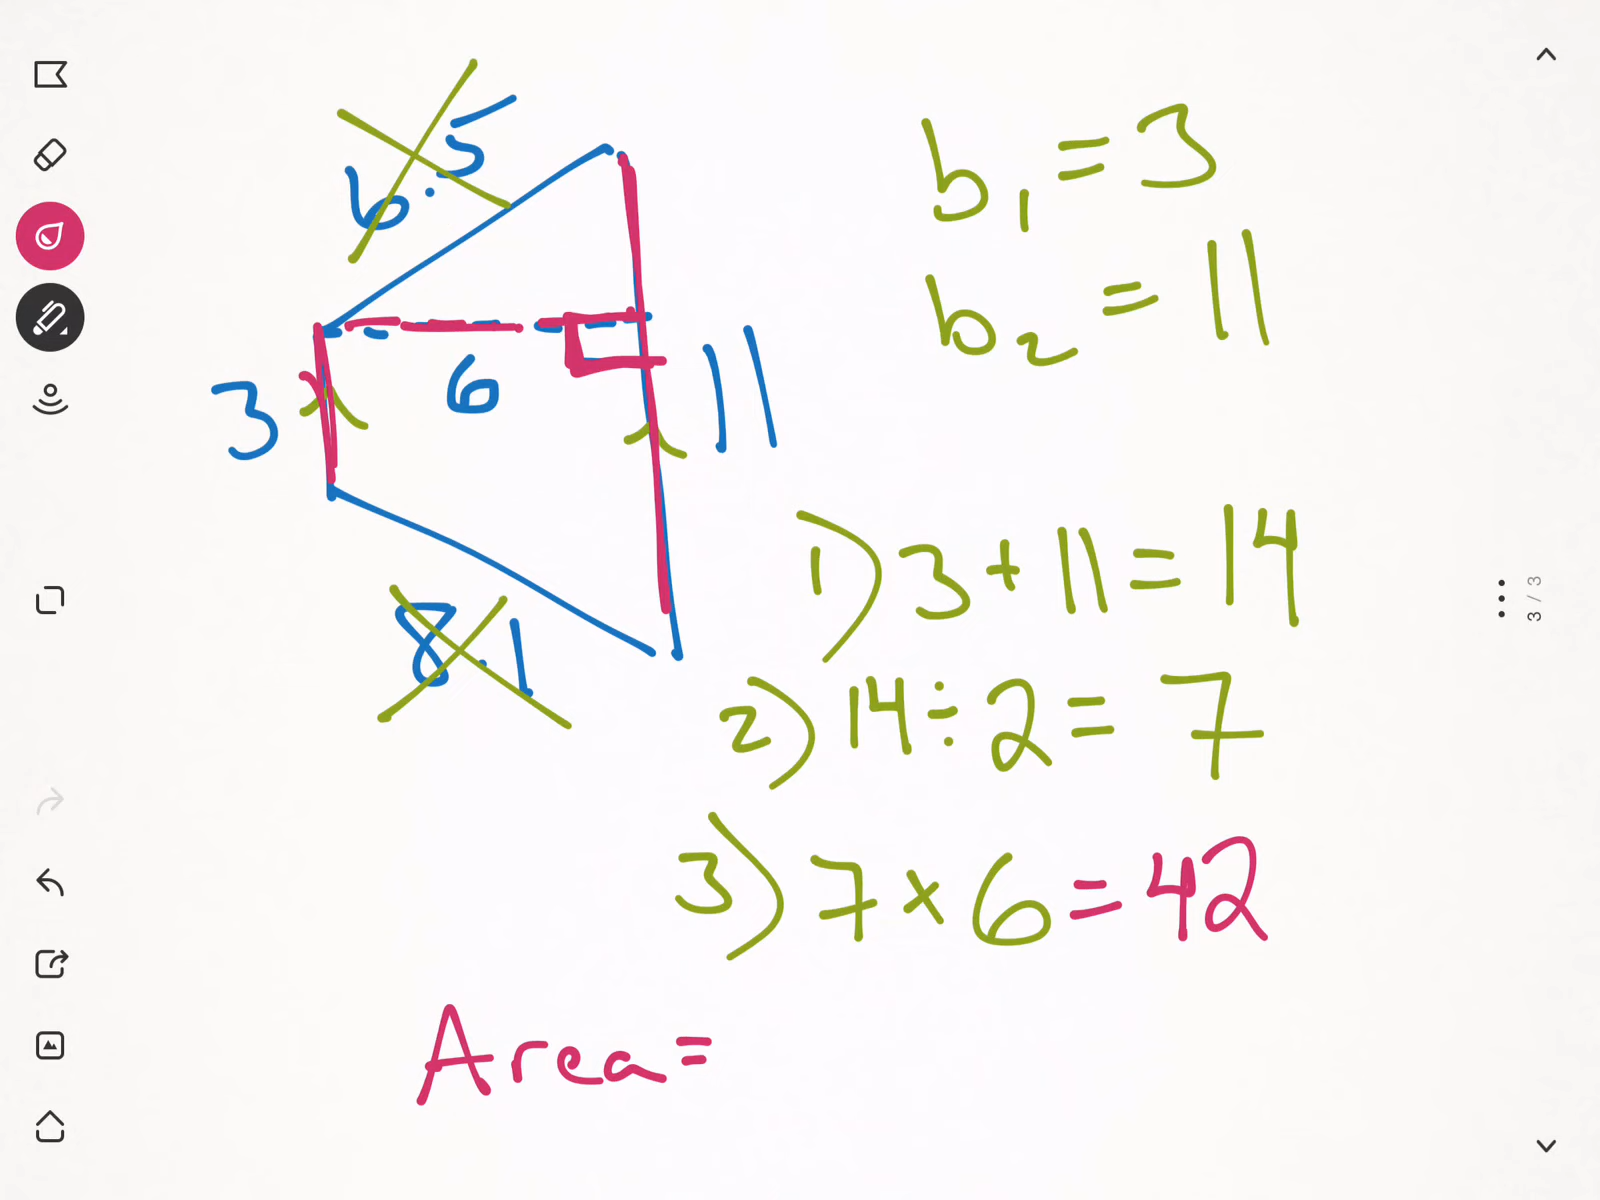 6.5
3
6
11
8.1
b₁ = 3
b₂ = 11
1) 3 + 11 = 14
2) 14 ÷ 2 = 7
3) 7 × 6 = 42
Area =
3 / 3